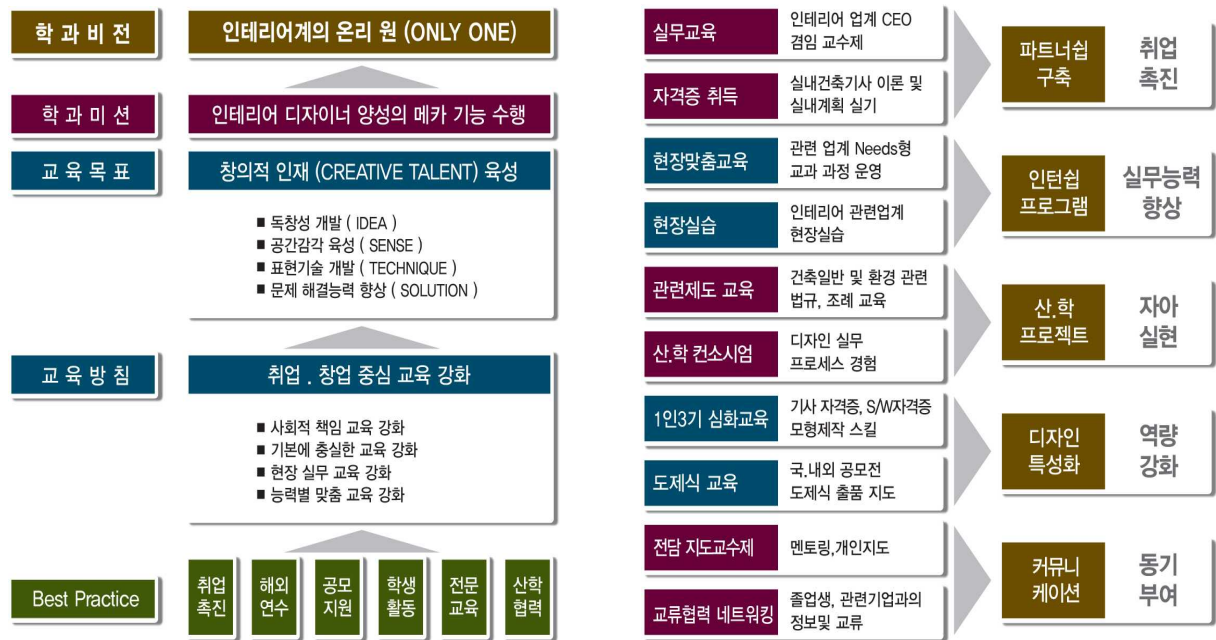 학 과 비 전
인테리어계의 온리 원 (ONLY ONE)
학 과 미 션
인테리어 디자이너 양성의 메카 기능 수행
교 육 목 표
창의적 인재 (CREATIVE TALENT) 육성
■ 독창성 개발 ( IDEA )
■ 공간감각 육성 ( SENSE )
■ 표현기술 개발 ( TECHNIQUE )
■ 문제 해결능력 향상 ( SOLUTION )
교 육 방 침
취업 . 창업 중심 교육 강화
■ 사회적 책임 교육 강화
■ 기본에 충실한 교육 강화
■ 현장 실무 교육 강화
■ 능력별 맞춤 교육 강화
Best Practice
취업
촉진
해외
연수
공모
지원
학생
활동
전문
교육
산학
협력
실무교육
인테리어 업계 CEO
겸임 교수제
자격증 취득
실내건축기사 이론 및
실내계획 실기
파트너쉽
구축
취업
촉진
현장맞춤교육
관련 업계 Needs형
교과 과정 운영
현장실습
인테리어 관련업계
현장실습
인턴쉽
프로그램
실무능력
향상
관련제도 교육
건축일반 및 환경 관련
법규, 조례 교육
산.학 컨소시엄
디자인 실무
프로세스 경험
산.학
프로젝트
자아
실현
1인3기 심화교육
기사 자격증, S/W자격증
모형제작 스킬
도제식 교육
국.내외 공모전
도제식 출품 지도
디자인
특성화
역량
강화
전담 지도교수제
멘토링,개인지도
교류협력 네트워킹
졸업생, 관련기업과의
정보및 교류
커뮤니
케이션
동기
부여